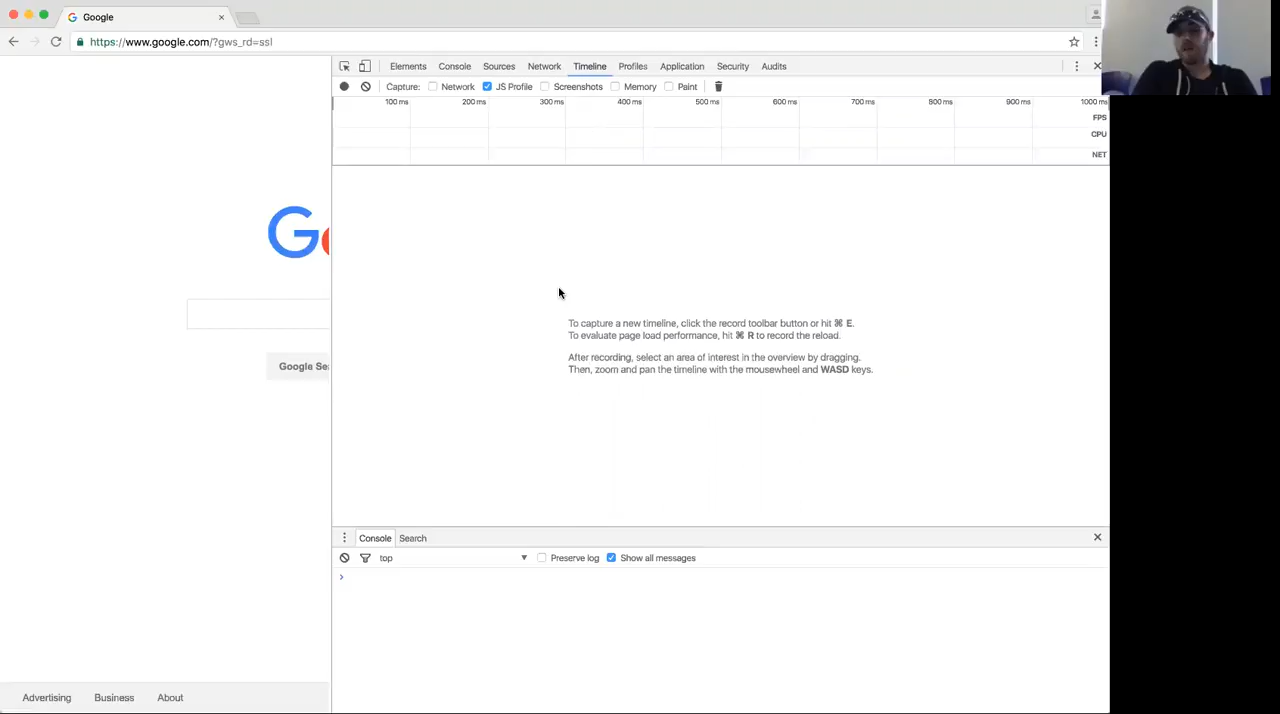 Google
https://www.google.com/?gws_rd=ssl
Elements Console Sources Network Timeline Profiles Application Security Audits
Capture: Network JS Profile Screenshots Memory Paint
100 ms 200 ms 300 ms 400 ms 500 ms 600 ms 700 ms 800 ms 900 ms 1000 ms
FPS
CPU
NET
G
Google Se
To capture a new timeline, click the record toolbar button or hit ⌘ E.
To evaluate page load performance, hit ⌘ R to record the reload.
After recording, select an area of interest in the overview by dragging.
Then, zoom and pan the timeline with the mousewheel and WASD keys.
Console Search
top Preserve log Show all messages
Advertising Business About